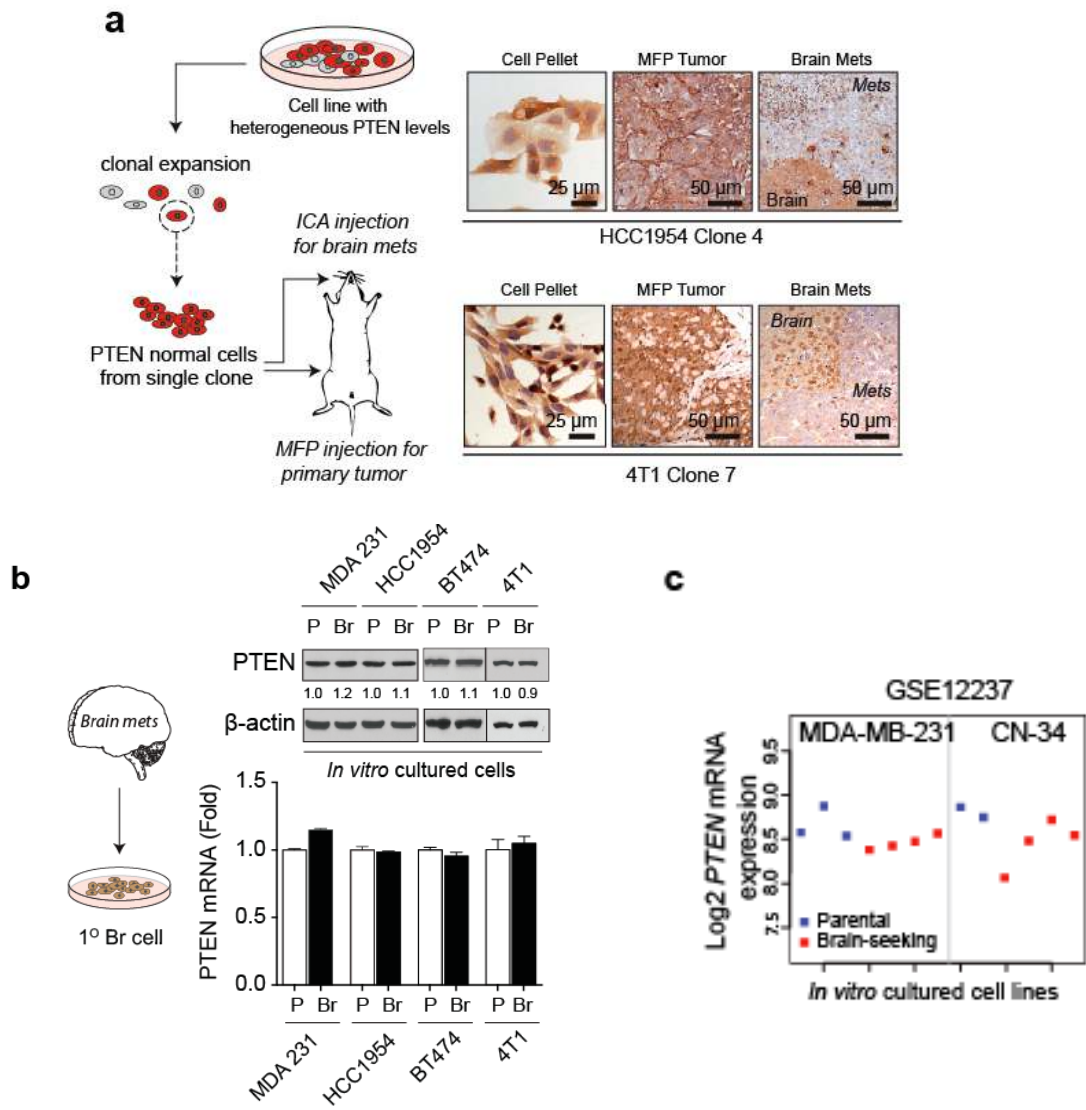 a
Cell line with
heterogeneous PTEN levels
clonal expansion
PTEN normal cells
from single clone
ICA injection
for brain mets
MFP injection for
primary tumor
Cell Pellet MFP Tumor Brain Mets
Mets
Brain
25 µm 50 µm 50 µm
HCC1954 Clone 4
Cell Pellet MFP Tumor Brain Mets
Brain
Mets
25 µm 50 µm 50 µm
4T1 Clone 7
b
Brain mets
1º Br cell
MDA 231 HCC1954 BT474 4T1
P Br P Br P Br P Br
PTEN
1.0 1.2 1.0 1.1 1.0 1.1 1.0 0.9
β-actin
In vitro cultured cells
PTEN mRNA (Fold)
1.5
1.0
0.5
0.0
P Br P Br P Br P Br
MDA 231 HCC1954 BT474 4T1
c
GSE12237
MDA-MB-231 CN-34
Log2 PTEN mRNA
expression
9.5
9.0
8.5
8.0
7.5
Parental
Brain-seeking
In vitro cultured cell lines